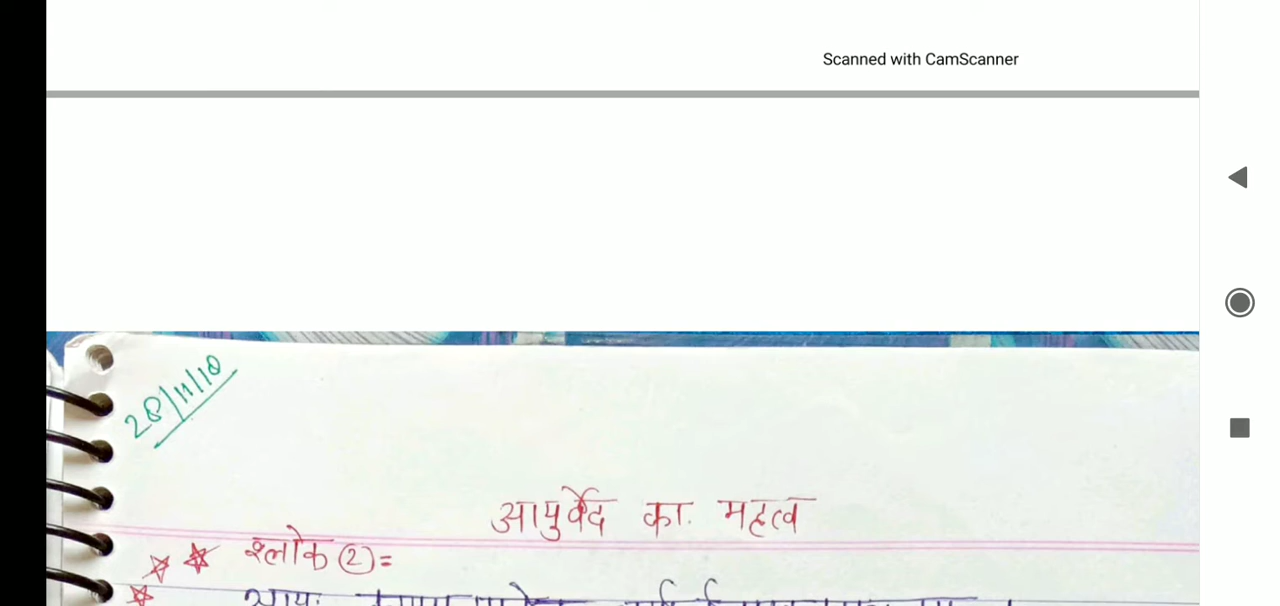 Scanned with CamScanner
28/11/18
आयुर्वेद का महत्व
श्लोक (2) =